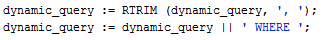 dynamic_query := RTRIM (dynamic_query, ', ');
dynamic_query := dynamic_query || ' WHERE ';